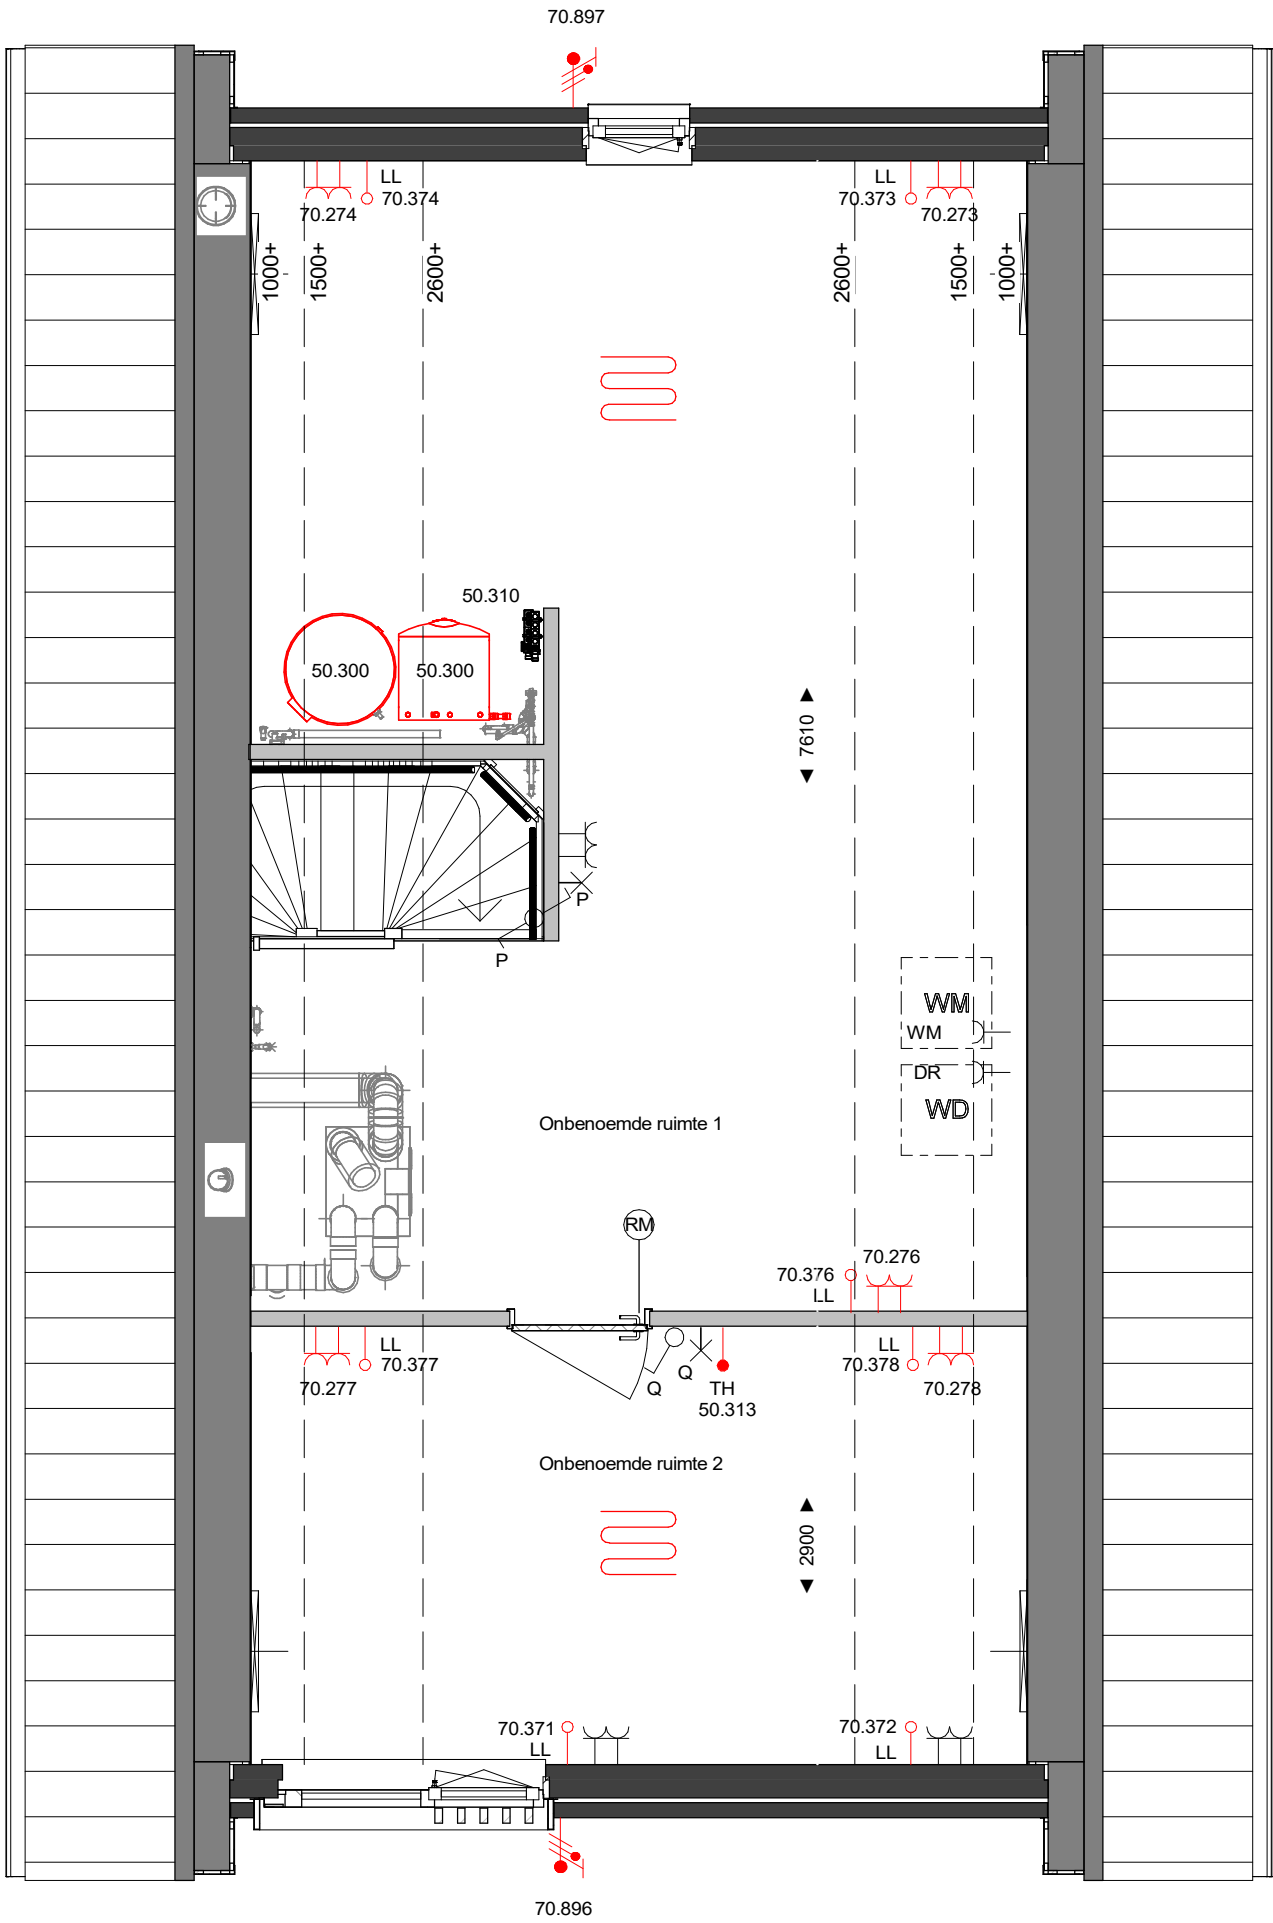 70.897
LL
70.374
70.274
LL
70.373
70.273
1000+
1500+
2600+
2600+
1500+
1000+
50.310
50.300
50.300
7610
P
P
WM
WM
DR
WD
Onbenoemde ruimte 1
RM
70.276
70.376
LL
LL
70.377
70.277
Q
Q
TH
50.313
LL
70.378
70.278
Onbenoemde ruimte 2
2900
70.371
LL
70.372
LL
70.896